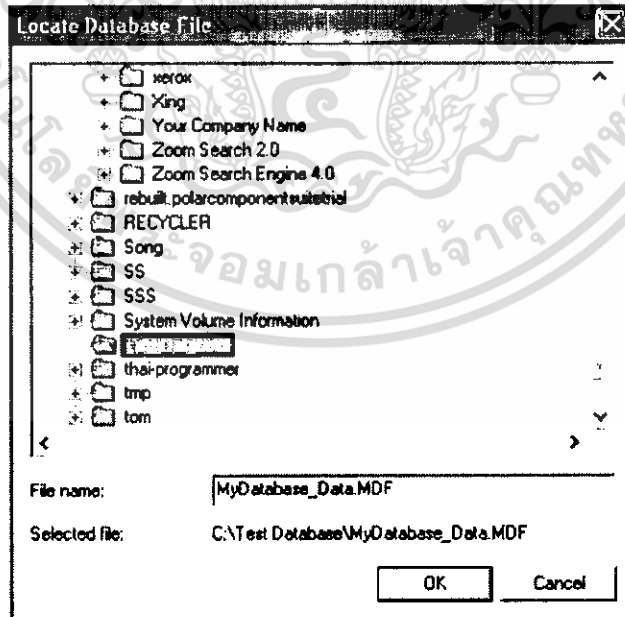 Locate Database File
xerox
Xing
Your Company Name
Zoom Search 2.0
Zoom Search Engine 4.0
rebuilt.polarcomponentsuitetrial
RECYCLER
Song
SS
SSS
System Volume Information
thai-programmer
tmp
tom
File name: MyDatabase_Data.MDF
Selected file: C:\Test Database\MyDatabase_Data.MDF
OK Cancel